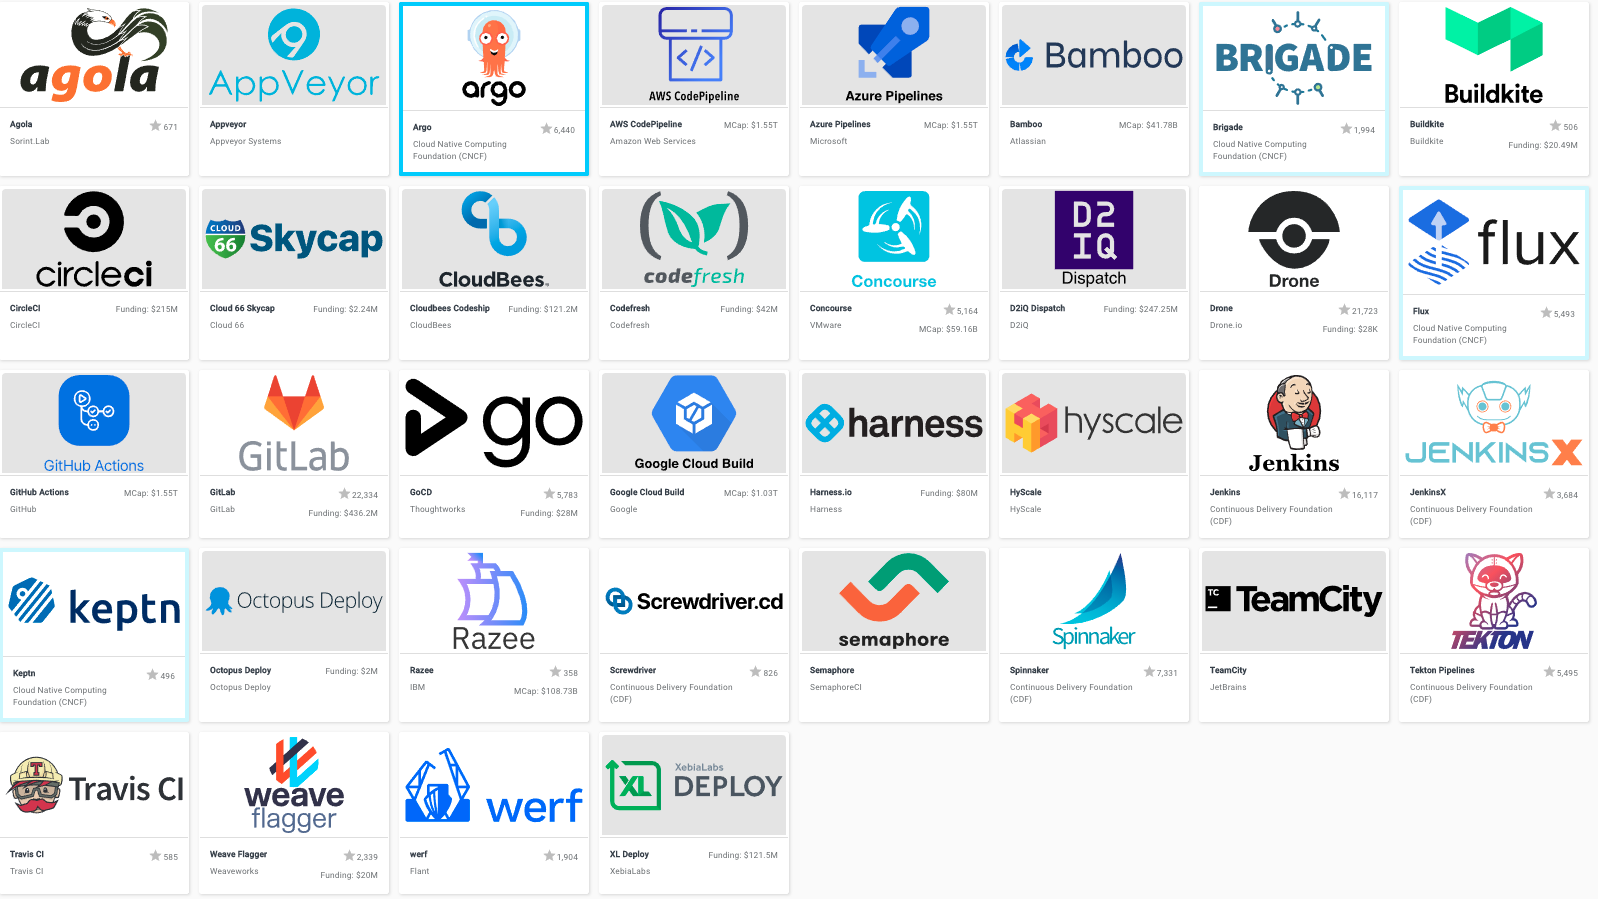 agola
Agola
671
Sorint.Lab
9
AppVeyor
Appveyor
Appveyor Systems
argo
Argo
6,440
Cloud Native Computing
Foundation (CNCF)
</>
AWS CodePipeline
AWS CodePipeline
MCap: $1.55T
Amazon Web Services
Azure Pipelines
Azure Pipelines
MCap: $1.55T
Microsoft
Bamboo
Bamboo
MCap: $41.78B
Atlassian
BRIGADE
Brigade
1,994
Cloud Native Computing
Foundation (CNCF)
Buildkite
Buildkite
506
Buildkite
Funding: $20.49M
circleci
CircleCI
Funding: $215M
CircleCI
CLOUD
66
Skycap
Cloud 66 Skycap
Funding: $2.24M
Cloud 66
CloudBees
Cloudbees Codeship
Funding: $121.2M
CloudBees
codefresh
Codefresh
Funding: $42M
Codefresh
Concourse
Concourse
5,164
VMware
MCap: $59.16B
D2
IQ
Dispatch
D2iQ Dispatch
Funding: $247.25M
D2iQ
Drone
Drone
21,723
Drone.io
Funding: $28K
flux
Flux
5,493
Cloud Native Computing
Foundation (CNCF)
GitHub Actions
GitHub Actions
MCap: $1.55T
GitHub
GitLab
GitLab
22,334
GitLab
Funding: $436.2M
go
GoCD
5,783
Thoughtworks
Funding: $28M
Google Cloud Build
Google Cloud Build
MCap: $1.03T
Google
harness
Harness.io
Funding: $80M
Harness
hyscale
HyScale
HyScale
Jenkins
Jenkins
16,117
Continuous Delivery Foundation
(CDF)
JENKINS X
JenkinsX
3,684
Continuous Delivery Foundation
(CDF)
keptn
Keptn
496
Cloud Native Computing
Foundation (CNCF)
Octopus Deploy
Octopus Deploy
Funding: $2M
Octopus Deploy
Razee
Razee
358
IBM
MCap: $108.73B
Screwdriver.cd
Screwdriver
826
Continuous Delivery Foundation
(CDF)
semaphore
Semaphore
SemaphoreCI
Spinnaker
Spinnaker
7,331
Continuous Delivery Foundation
(CDF)
TC
TeamCity
TeamCity
JetBrains
TEKTON
Tekton Pipelines
5,495
Continuous Delivery Foundation
(CDF)
T
Travis CI
Travis CI
585
Travis CI
weave
flagger
Weave Flagger
2,339
Weaveworks
Funding: $20M
werf
werf
1,904
Flant
XL
XebiaLabs
DEPLOY
XL Deploy
Funding: $121.5M
XebiaLabs